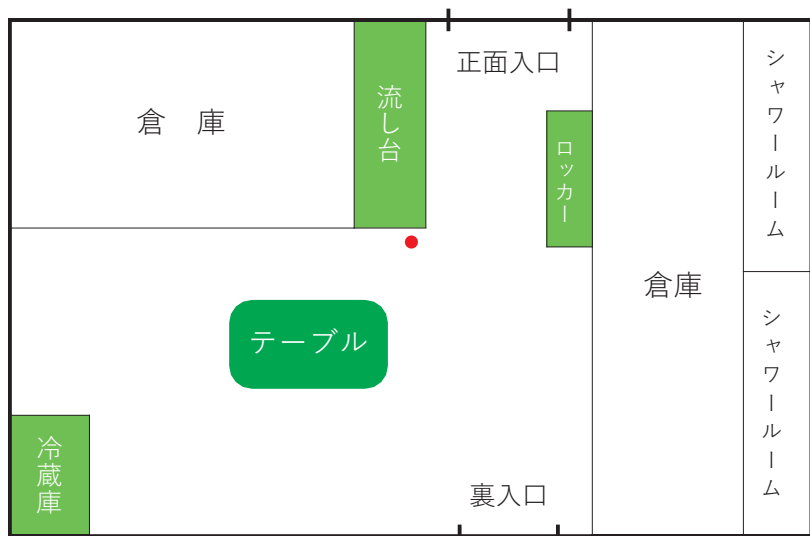 正面入口
倉　庫
流し台
ロッカー
シャワールーム
倉庫
テーブル
シャワールーム
冷蔵庫
裏入口